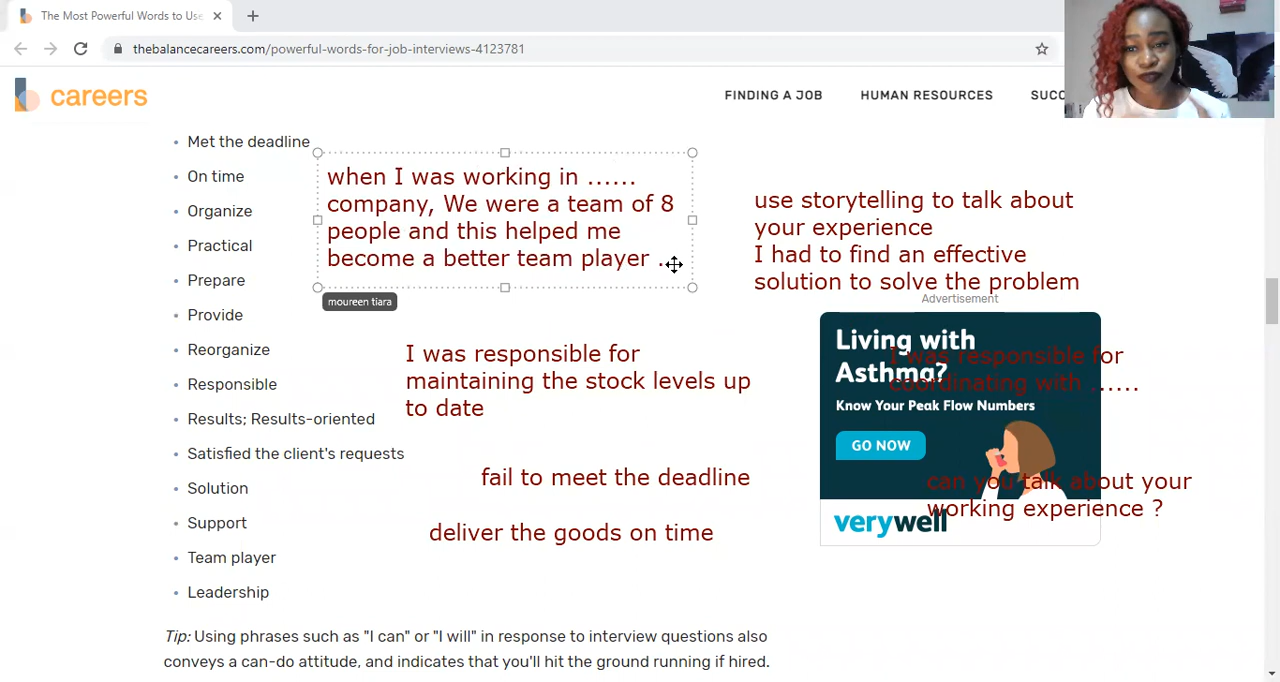 The Most Powerful Words to Use
thebalancecareers.com/powerful-words-for-job-interviews-4123781
careers
FINDING A JOB
HUMAN RESOURCES
SUCC
Met the deadline
On time
Organize
Practical
Prepare
Provide
Reorganize
Responsible
Results; Results-oriented
Satisfied the client's requests
Solution
Support
Team player
Leadership
when I was working in ......
company, We were a team of 8
people and this helped me
become a better team player .
moureen tiara
use storytelling to talk about
your experience
I had to find an effective
solution to solve the problem
Advertisement
Living with
Asthma?
Know Your Peak Flow Numbers
GO NOW
verywell
I was responsible for
maintaining the stock levels up
to date
I was responsible for
coordinating with ......
fail to meet the deadline
can you talk about your
working experience ?
deliver the goods on time
Tip: Using phrases such as "I can" or "I will" in response to interview questions also
conveys a can-do attitude, and indicates that you'll hit the ground running if hired.